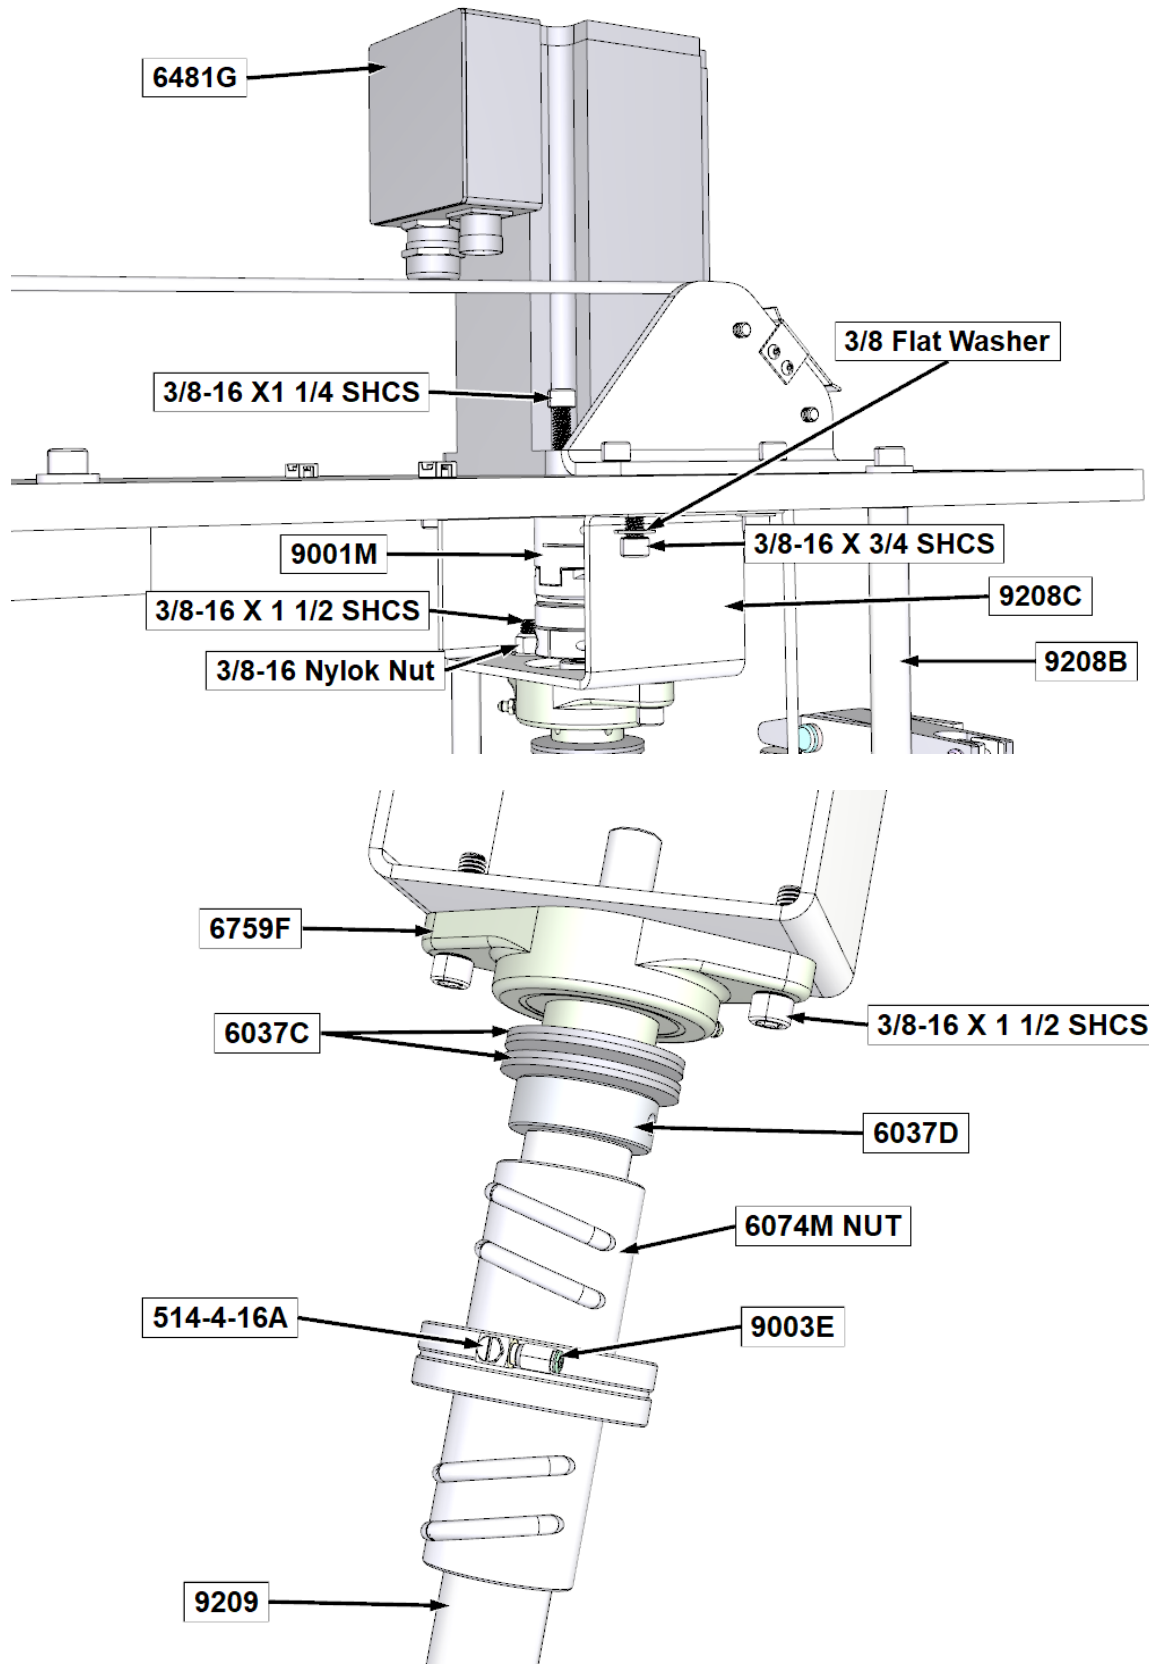 6481G
3/8 Flat Washer
3/8-16 X1 1/4 SHCS
9001M
3/8-16 X 3/4 SHCS
3/8-16 X 1 1/2 SHCS
9208C
3/8-16 Nylok Nut
9208B
6759F
6037C
3/8-16 X 1 1/2 SHCS
6037D
6074M NUT
514-4-16A
9003E
9209